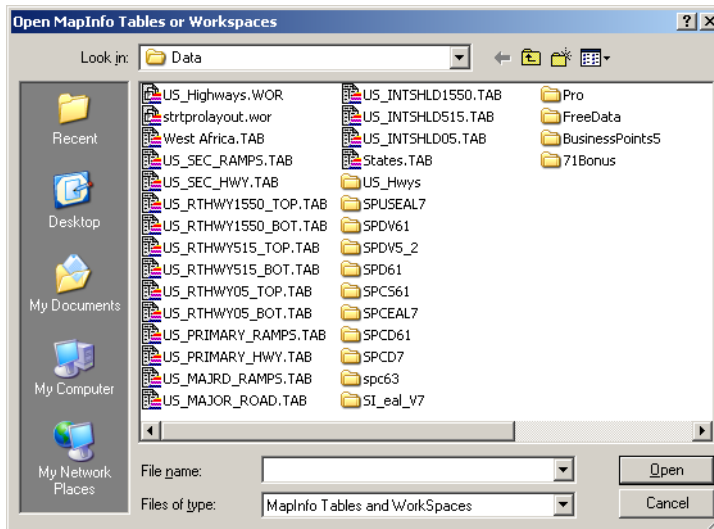 Open MapInfo Tables or Workspaces
Look in:
Data
Recent
Desktop
My Documents
My Computer
My Network
Places
US_Highways.WOR
strtprolayout.wor
West Africa.TAB
US_SEC_RAMPS.TAB
US_SEC_HWY.TAB
US_RTHWY1550_TOP.TAB
US_RTHWY1550_BOT.TAB
US_RTHWY515_TOP.TAB
US_RTHWY515_BOT.TAB
US_RTHWY05_TOP.TAB
US_RTHWY05_BOT.TAB
US_PRIMARY_RAMPS.TAB
US_PRIMARY_HWY.TAB
US_MAJRD_RAMPS.TAB
US_MAJOR_ROAD.TAB
US_INTSHLD1550.TAB
US_INTSHLD515.TAB
US_INTSHLD05.TAB
States.TAB
US_Hwys
SPUSEAL7
SPDV61
SPDV5_2
SPD61
SPCS61
SPCEAL7
SPCD61
SPCD7
spc63
SI_eal_V7
Pro
FreeData
BusinessPoints5
71Bonus
File name:
Open
Files of type:
MapInfo Tables and WorkSpaces
Cancel